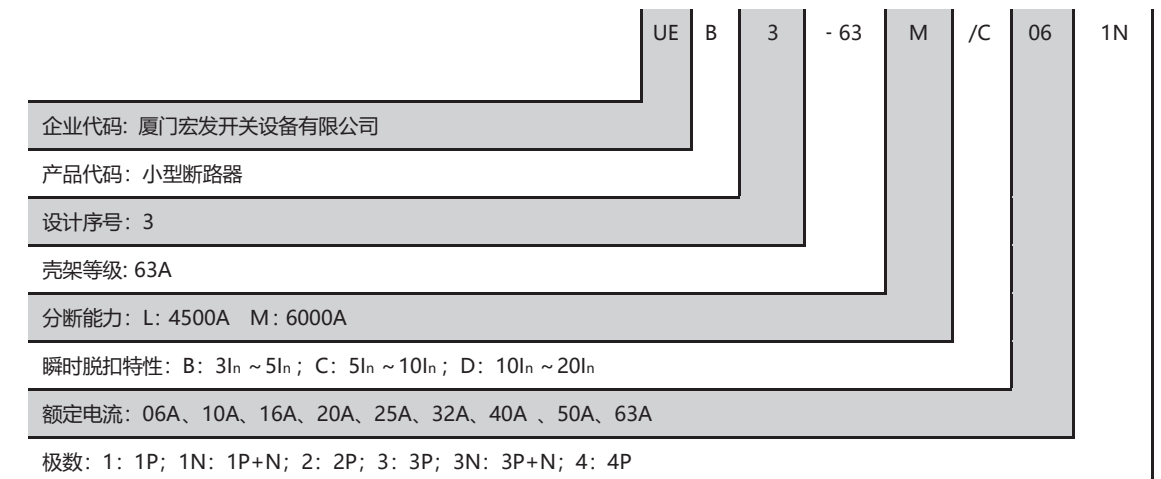 UE B 3 - 63 M /C 06 1N
企业代码: 厦门宏发开关设备有限公司
产品代码：小型断路器
设计序号：3
壳架等级: 63A
分断能力：L：4500A M：6000A
瞬时脱扣特性：B：3In ~ 5In；C：5In ~ 10In；D：10In ~ 20In
额定电流：06A、10A、16A、20A、25A、32A、40A 、50A、63A
极数：1：1P；1N：1P+N；2：2P；3：3P；3N：3P+N；4：4P